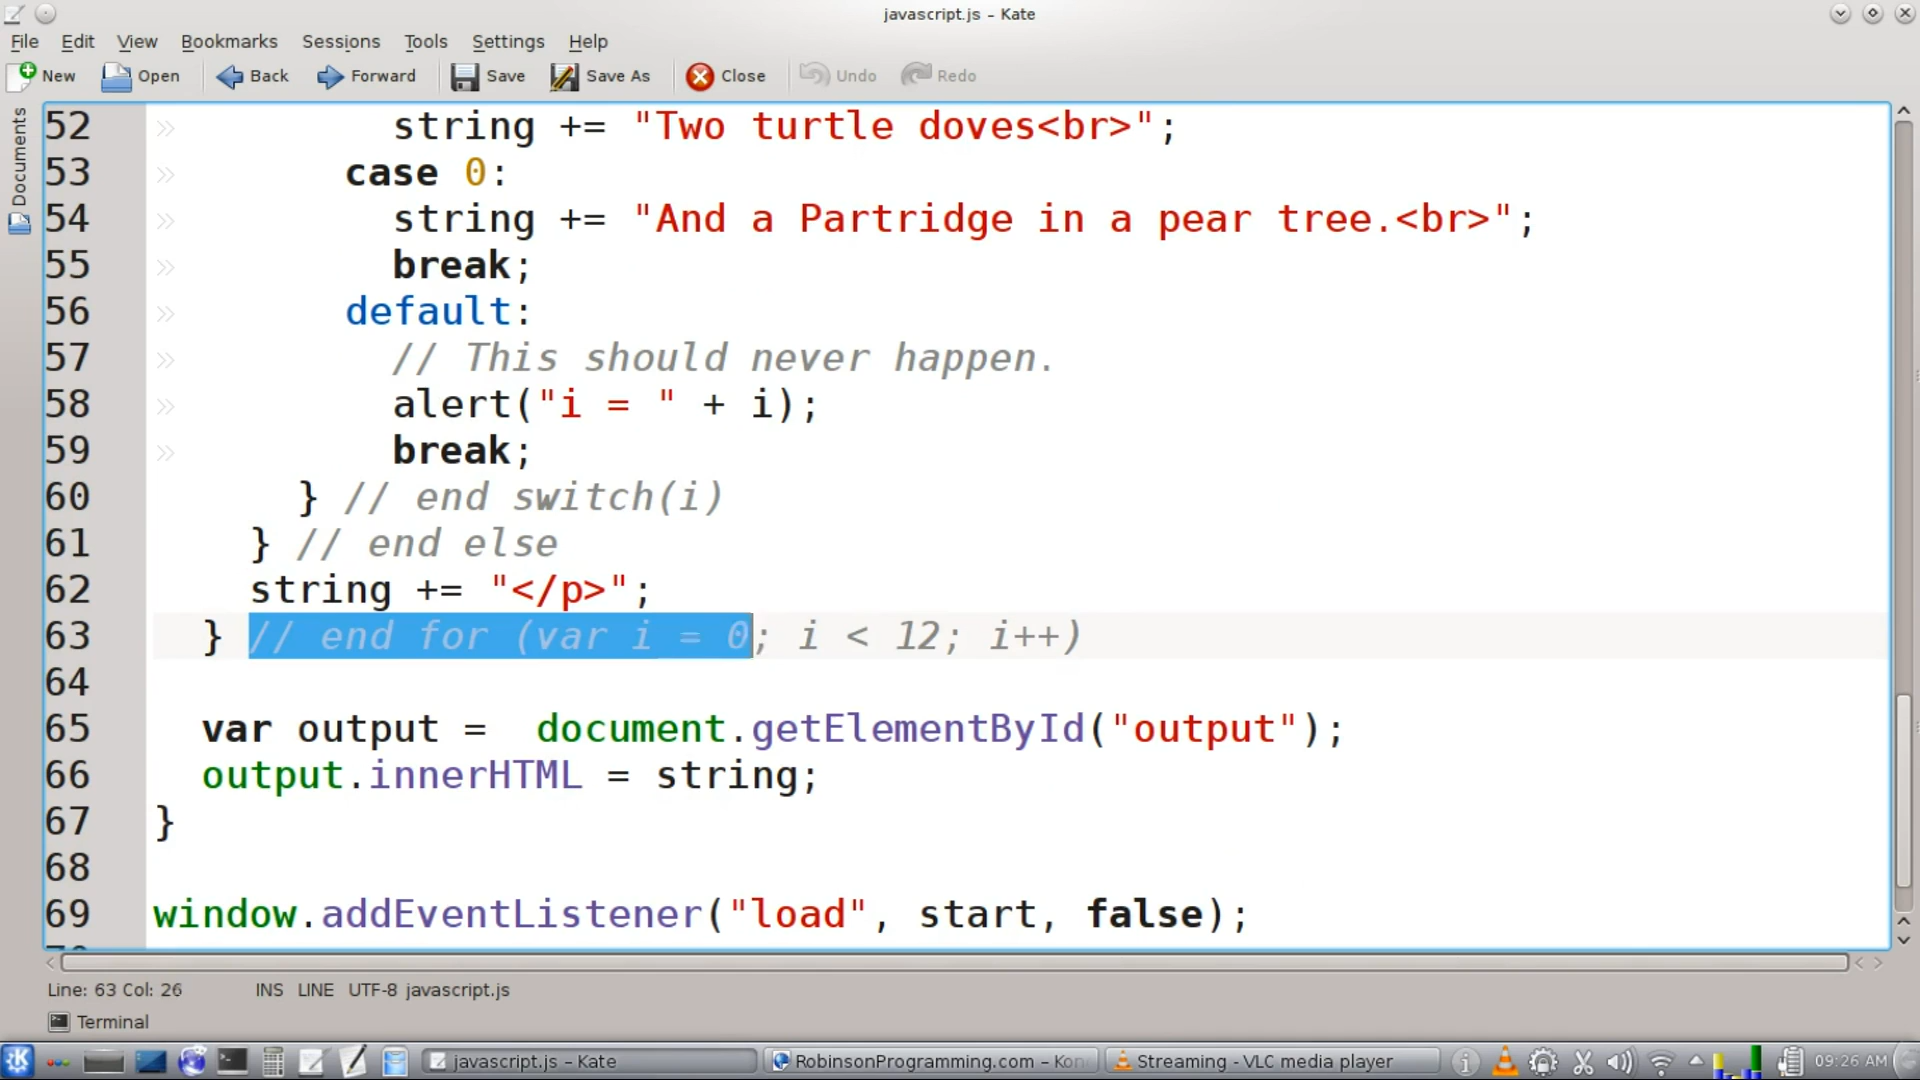 javascript.js – Kate
File Edit View Bookmarks Sessions Tools Settings Help
New Open Back Forward Save Save As Close Undo Redo
Documents
52 string += "Two turtle doves<br>";
53 case 0:
54 string += "And a Partridge in a pear tree.<br>";
55 break;
56 default:
57 // This should never happen.
58 alert("i = " + i);
59 break;
60 } // end switch(i)
61 } // end else
62 string += "</p>";
63 } // end for (var i = 0; i < 12; i++)
64
65 var output =  document.getElementById("output");
66 output.innerHTML = string;
67 }
68
69 window.addEventListener("load", start, false);
Line: 63 Col: 26 INS LINE UTF-8 javascript.js
Terminal
javascript.js – Kate RobinsonProgramming.com – Kon Streaming - VLC media player 09:26 AM